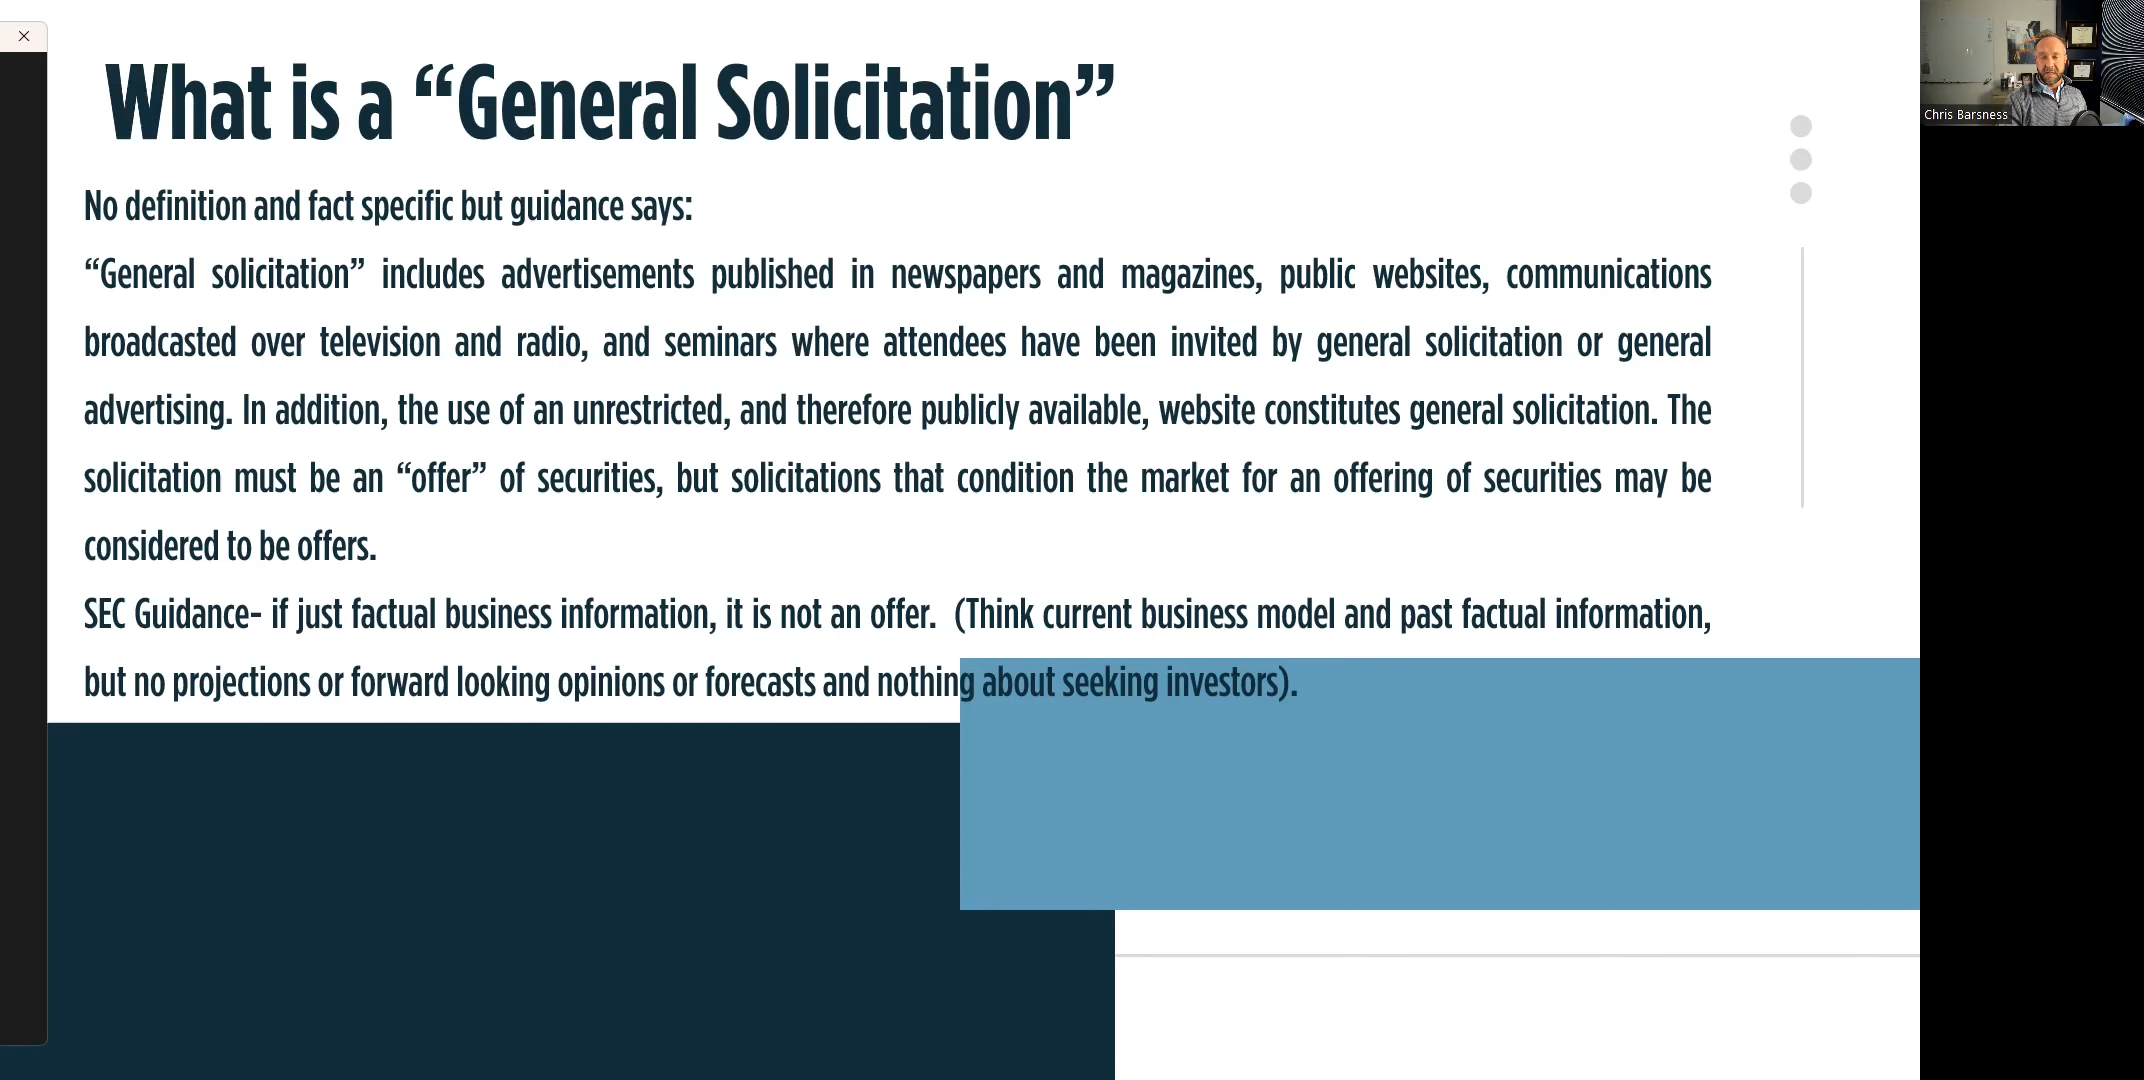 What is a “General Solicitation”
No definition and fact specific but guidance says:
“General solicitation” includes advertisements published in newspapers and magazines, public websites, communications
broadcasted over television and radio, and seminars where attendees have been invited by general solicitation or general
advertising. In addition, the use of an unrestricted, and therefore publicly available, website constitutes general solicitation. The
solicitation must be an “offer” of securities, but solicitations that condition the market for an offering of securities may be
considered to be offers.
SEC Guidance- if just factual business information, it is not an offer.  (Think current business model and past factual information,
but no projections or forward looking opinions or forecasts and nothing about seeking investors).
Chris Barsness